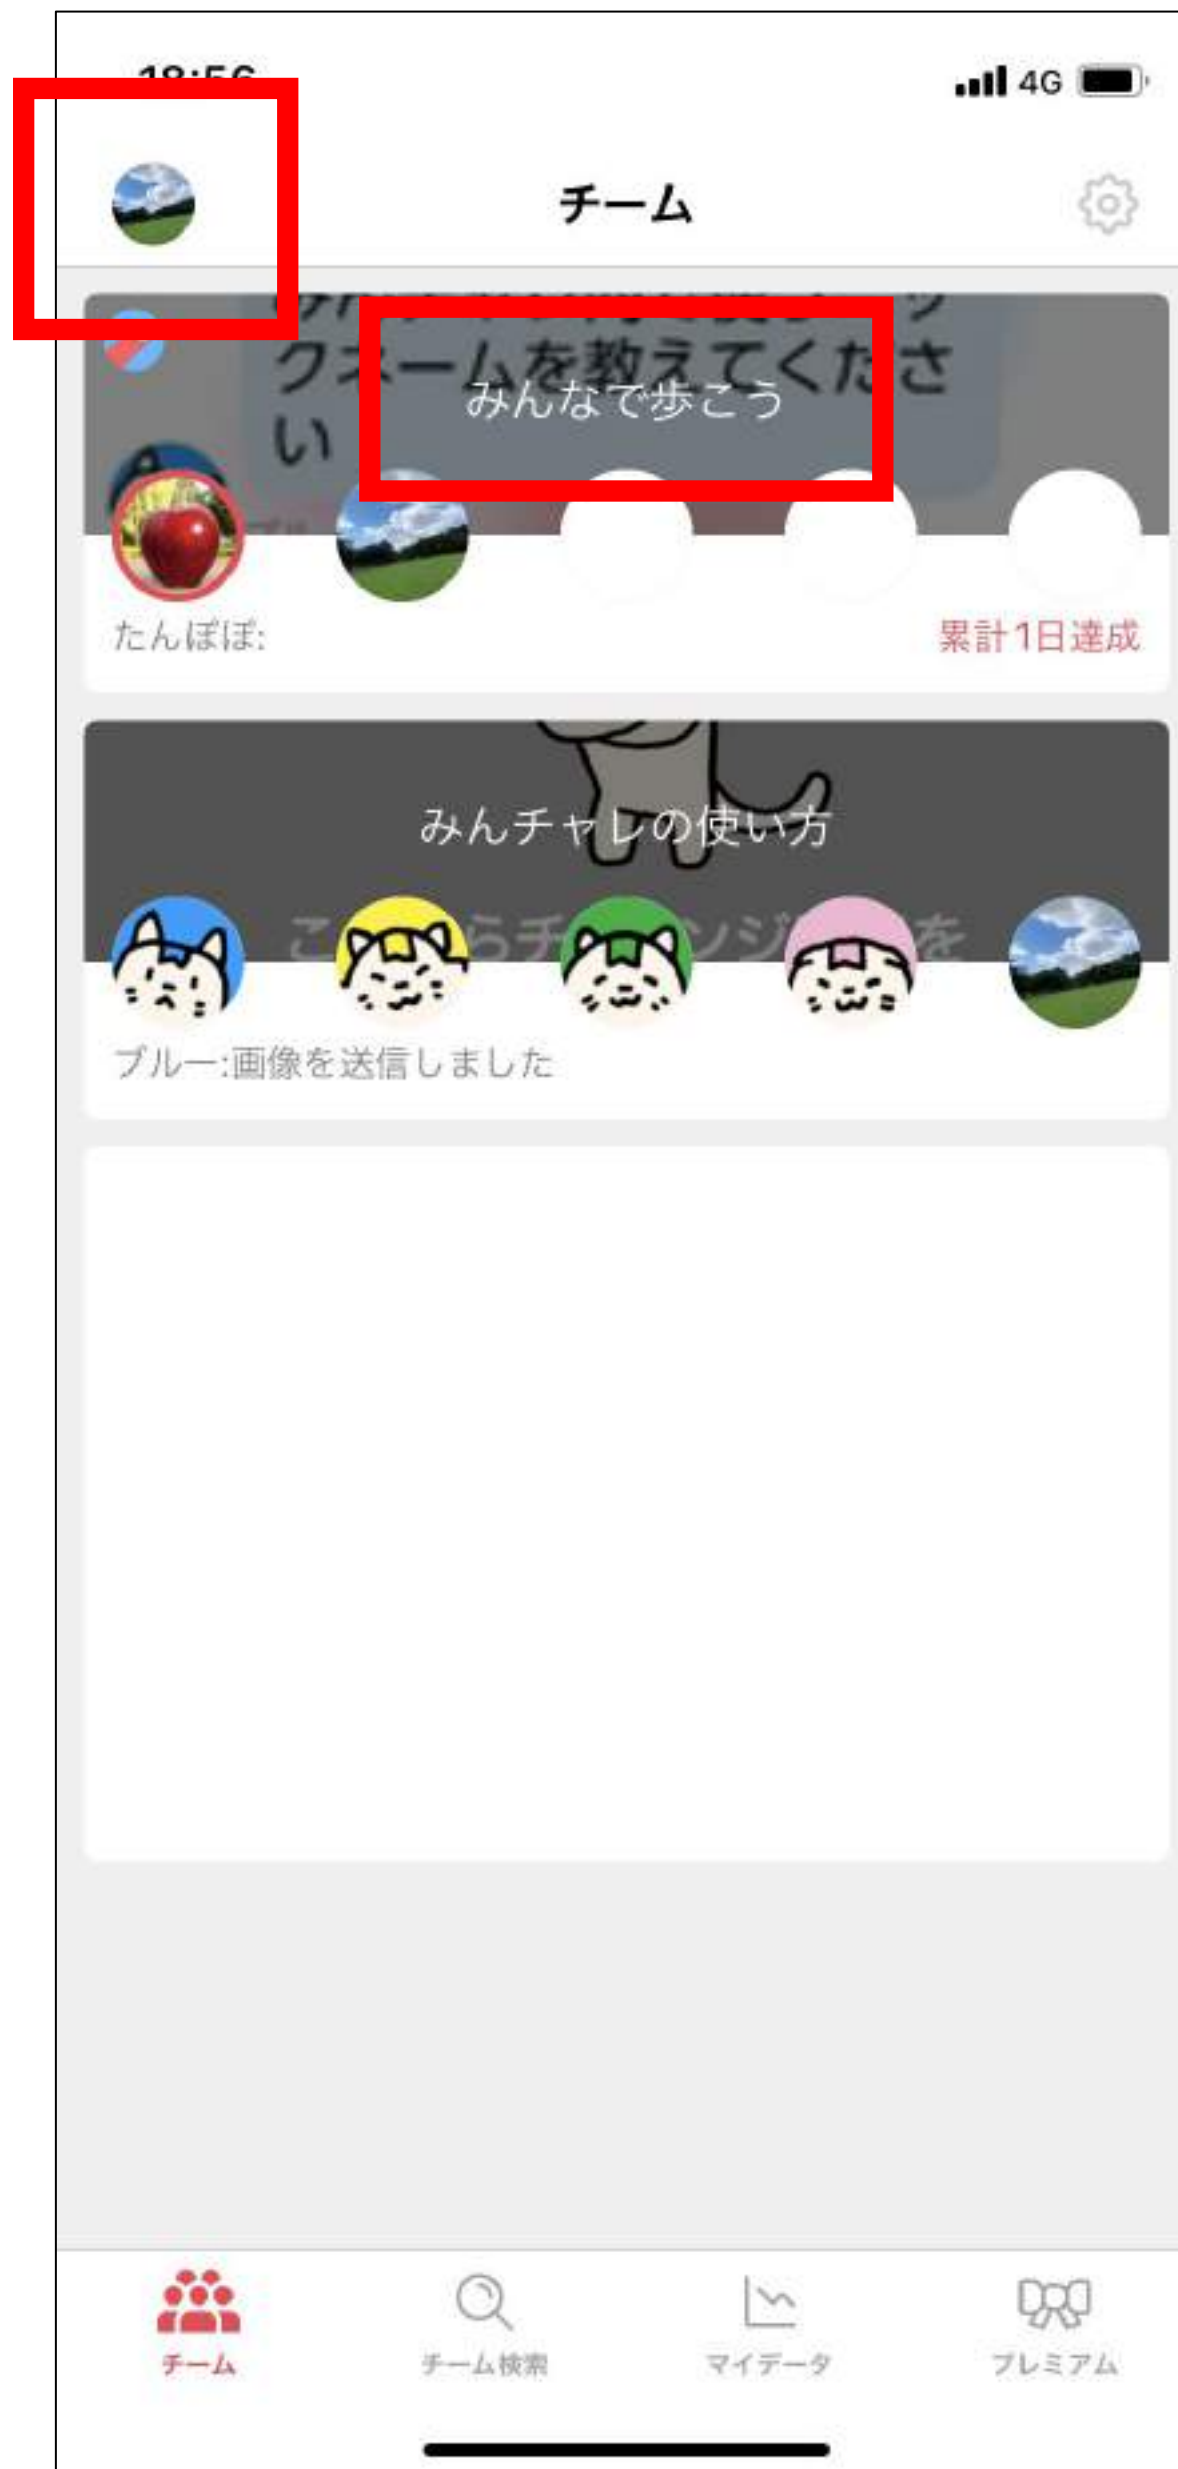 18:56
4G
チーム
クネームを教えてくださ
い
みんなで歩こう
たんぽぽ:
累計1日達成
みんチャレの使い方
ブルー:画像を送信しました
チーム
チーム検索
マイデータ
プレミアム